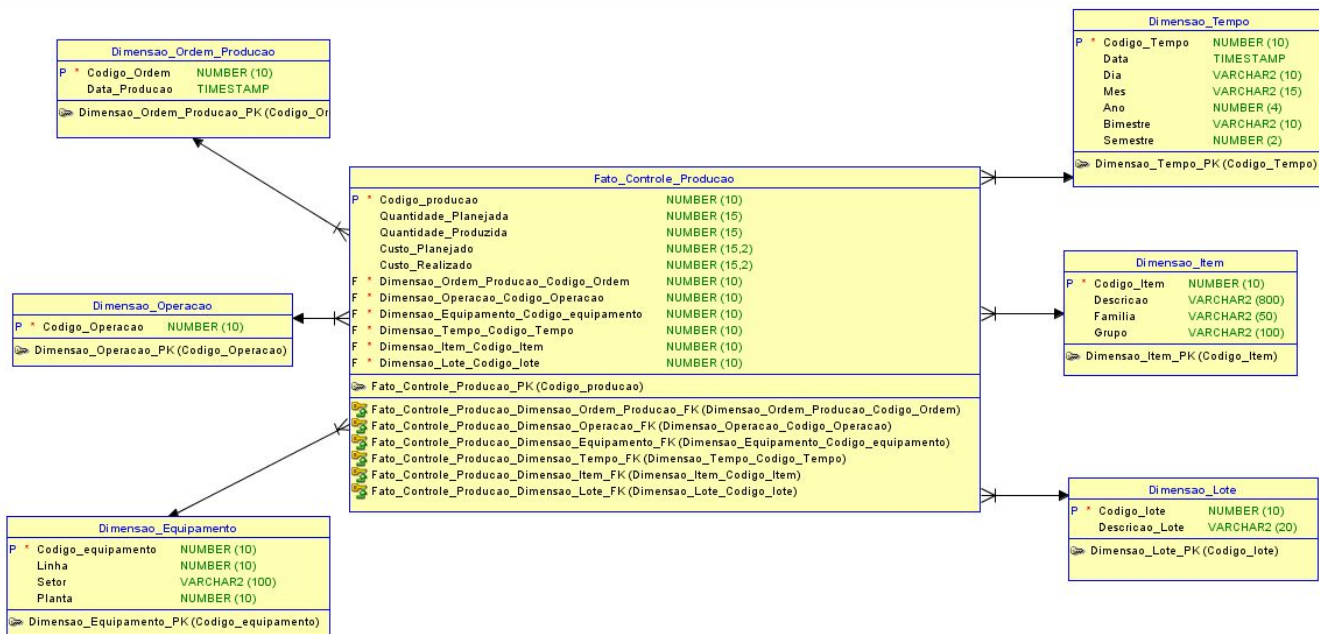 Dimensao_Ordem_Producao
P * Codigo_Ordem NUMBER (10)
Data_Producao TIMESTAMP
Dimensao_Ordem_Producao_PK (Codigo_Or
Dimensao_Operacao
P * Codigo_Operacao NUMBER (10)
Dimensao_Operacao_PK (Codigo_Operacao)
Dimensao_Equipamento
P * Codigo_equipamento NUMBER (10)
Linha NUMBER (10)
Setor VARCHAR2 (100)
Planta NUMBER (10)
Dimensao_Equipamento_PK (Codigo_equipamento)
Fato_Controle_Producao
P * Codigo_producao NUMBER (10)
Quantidade_Planejada NUMBER (15)
Quantidade_Produzida NUMBER (15)
Custo_Planejado NUMBER (15,2)
Custo_Realizado NUMBER (15,2)
F * Dimensao_Ordem_Producao_Codigo_Ordem NUMBER (10)
F * Dimensao_Operacao_Codigo_Operacao NUMBER (10)
F * Dimensao_Equipamento_Codigo_equipamento NUMBER (10)
F * Dimensao_Tempo_Codigo_Tempo NUMBER (10)
F * Dimensao_Item_Codigo_Item NUMBER (10)
F * Dimensao_Lote_Codigo_lote NUMBER (10)
Fato_Controle_Producao_PK (Codigo_producao)
Fato_Controle_Producao_Dimensao_Ordem_Producao_FK (Dimensao_Ordem_Producao_Codigo_Ordem)
Fato_Controle_Producao_Dimensao_Operacao_FK (Dimensao_Operacao_Codigo_Operacao)
Fato_Controle_Producao_Dimensao_Equipamento_FK (Dimensao_Equipamento_Codigo_equipamento)
Fato_Controle_Producao_Dimensao_Tempo_FK (Dimensao_Tempo_Codigo_Tempo)
Fato_Controle_Producao_Dimensao_Item_FK (Dimensao_Item_Codigo_Item)
Fato_Controle_Producao_Dimensao_Lote_FK (Dimensao_Lote_Codigo_lote)
Dimensao_Tempo
P * Codigo_Tempo NUMBER (10)
Data TIMESTAMP
Dia VARCHAR2 (10)
Mes VARCHAR2 (15)
Ano NUMBER (4)
Bimestre VARCHAR2 (10)
Semestre NUMBER (2)
Dimensao_Tempo_PK (Codigo_Tempo)
Dimensao_Item
P * Codigo_Item NUMBER (10)
Descricao VARCHAR2 (800)
Familia VARCHAR2 (50)
Grupo VARCHAR2 (100)
Dimensao_Item_PK (Codigo_Item)
Dimensao_Lote
P * Codigo_lote NUMBER (10)
Descricao_Lote VARCHAR2 (20)
Dimensao_Lote_PK (Codigo_lote)